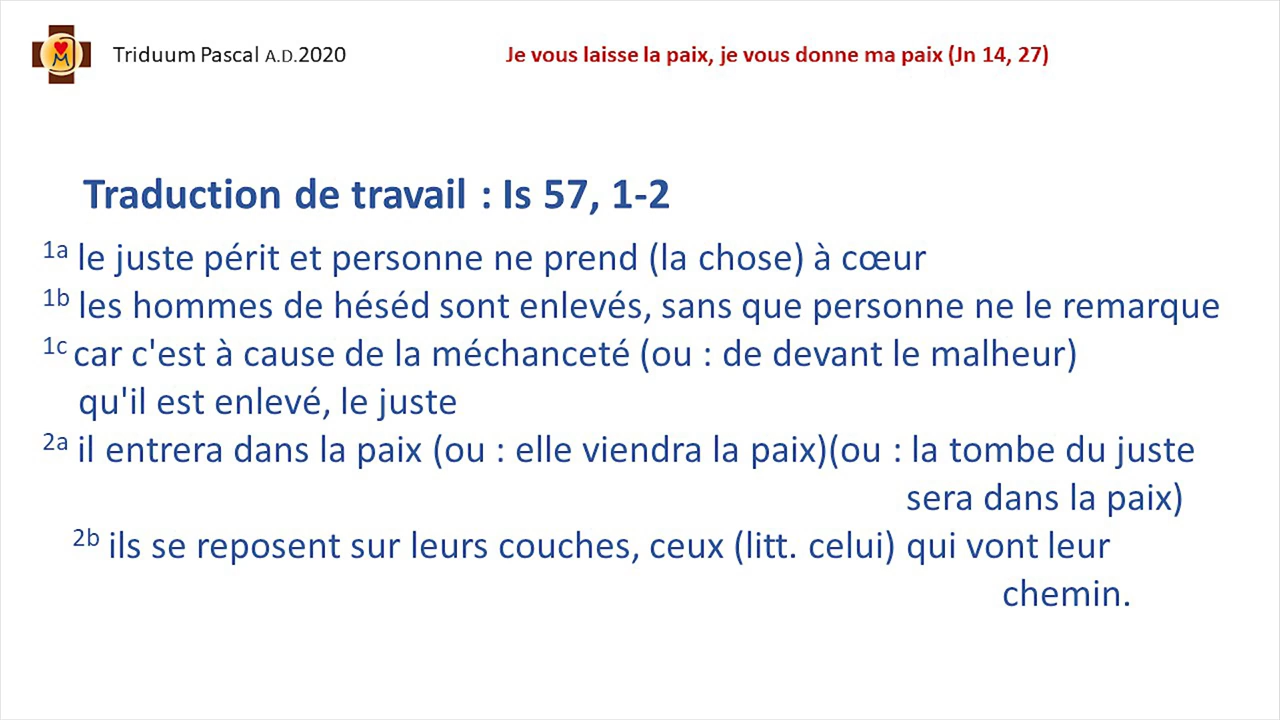 Triduum Pascal A.D.2020
Je vous laisse la paix, je vous donne ma paix (Jn 14, 27)
Traduction de travail : Is 57, 1-2
1a le juste périt et personne ne prend (la chose) à cœur
1b les hommes de héséd sont enlevés, sans que personne ne le remarque
1c car c'est à cause de la méchanceté (ou : de devant le malheur)
qu'il est enlevé, le juste
2a il entrera dans la paix (ou : elle viendra la paix)(ou : la tombe du juste
sera dans la paix)
2b ils se reposent sur leurs couches, ceux (litt. celui) qui vont leur
chemin.